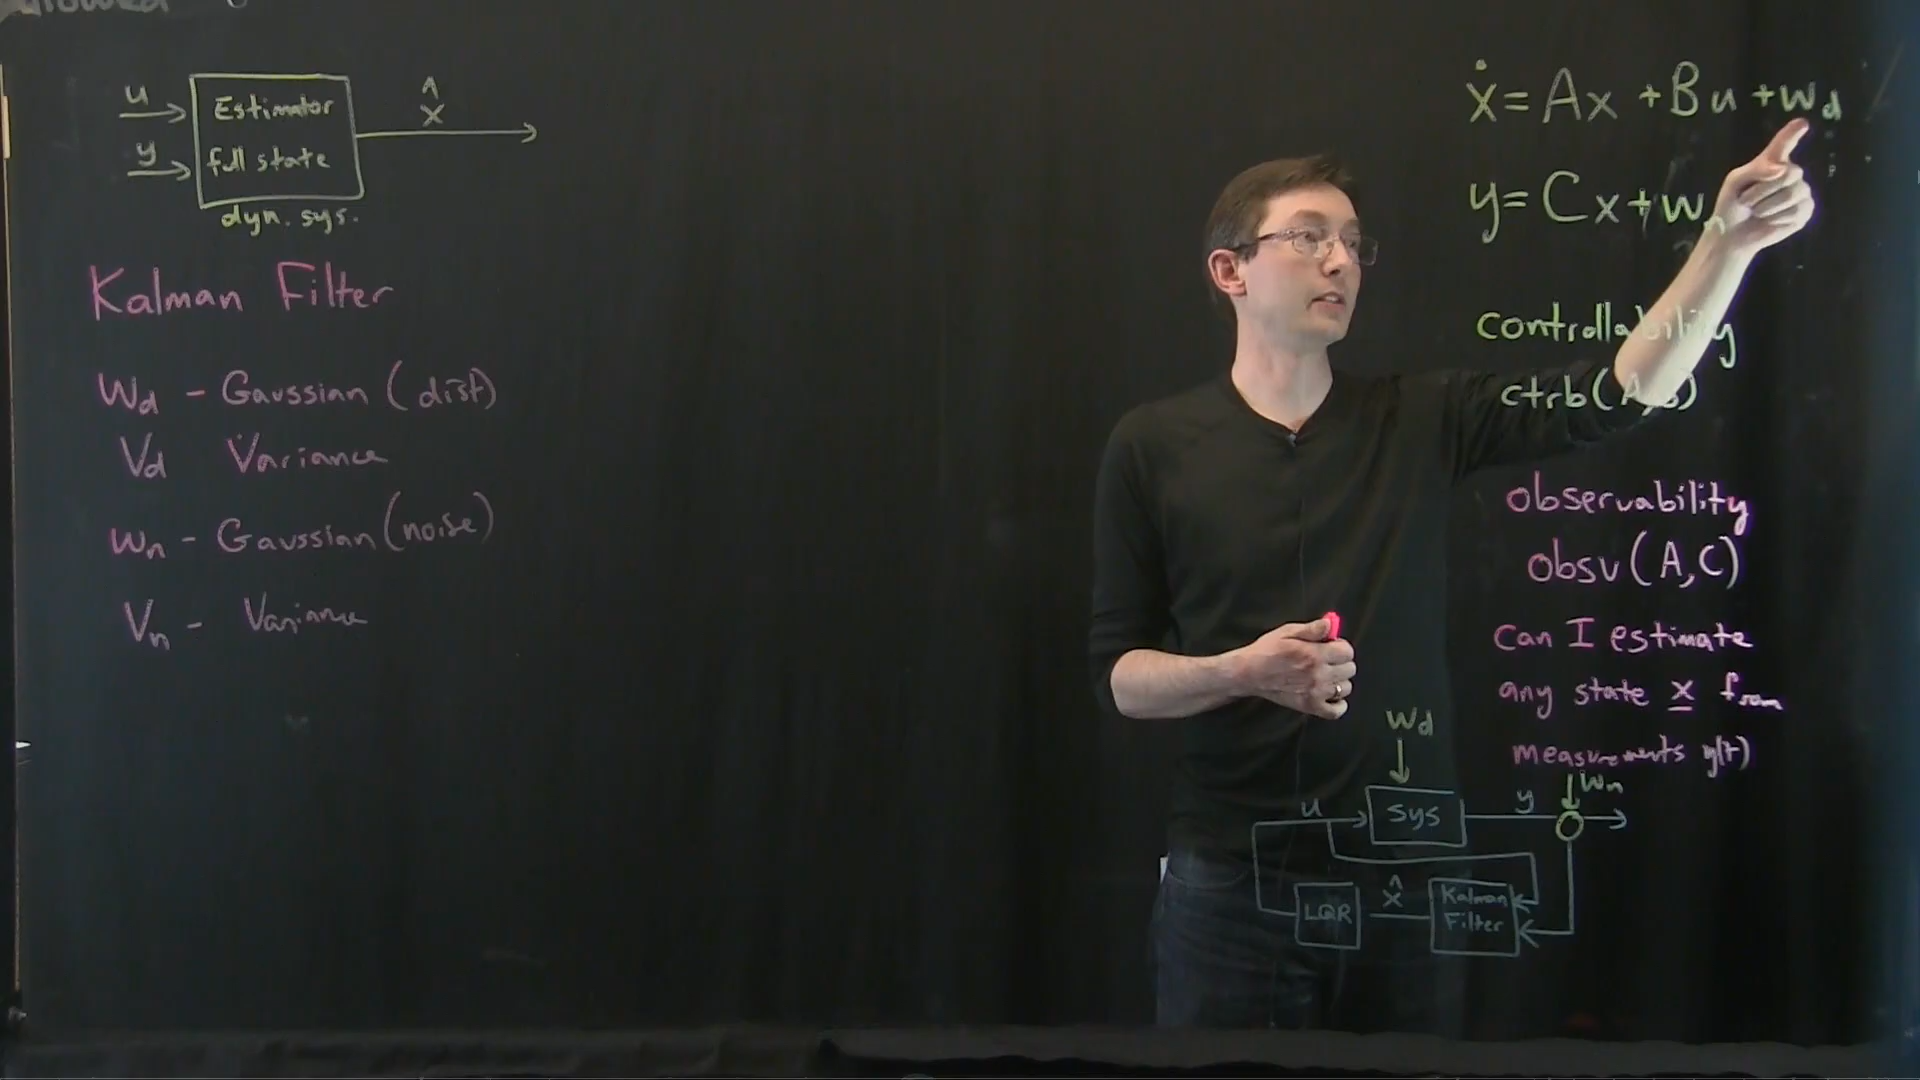 u
Estimator
x̂
y
full state
dyn. sys.
Kalman Filter
Wd - Gaussian (dist)
Vd Variance
Wn - Gaussian (noise)
Vn - Variance
ẋ = Ax + Bu + wd
y = Cx + wn
controllability
ctrb(A,B)
observability
obsv(A,C)
can I estimate
any state x from
measurements y(t)
Wd
Wn
u
sys
y
LQR
x̂
Kalman
Filter